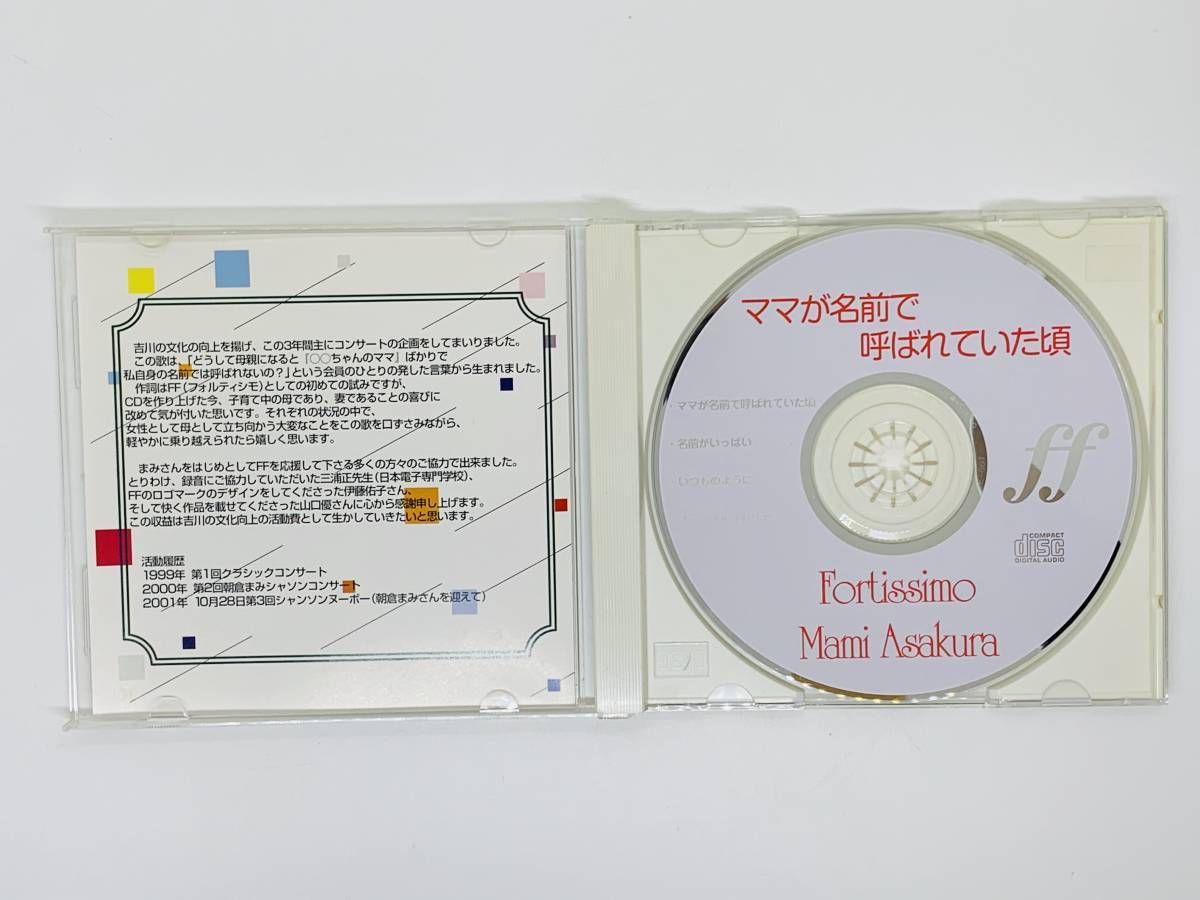 吉川の文化の向上を揚げ、この3年間主にコンサートの企画をしてまいりました。
この歌は、「どうして母親になると『○○ちゃんのママ』ばかりで
私自身の名前では呼ばれないの？」という会員のひとりの発した言葉から生まれました。
作詞はFF（フォルティシモ）としての初めての試みですが、
CDを作り上げた今、子育て中の母であり、妻であることの喜びに
改めて気が付いた思いです。それぞれの状況の中で、
女性として母として立ち向かう大変なことをこの歌を口ずさみながら、
軽やかに乗り越えられたら嬉しく思います。
まみさんをはじめとしてFFを応援して下さる多くの方々のご協力で出来ました。
とりわけ、録音にご協力していただいた三浦正先生（日本電子専門学校）、
FFのロゴマークのデザインをしてくださった伊藤佑子さん、
そして快く作品を載せてくださった山口優さんに心から感謝申し上げます。
この収益は吉川の文化向上の活動費として生かしていきたいと思います。
活動履歴
1999年 第1回クラシックコンサート
2000年 第2回朝倉まみシャソンコンサート
2001年 10月28日第3回シャンソンヌーボー（朝倉まみさんを迎えて）
ママが名前で
呼ばれていた頃
・ママが名前で呼ばれていた頃
・名前がいっぱい
・いつものように
ff
COMPACT
disc
DIGITAL AUDIO
Fortissimo
Mami Asakura